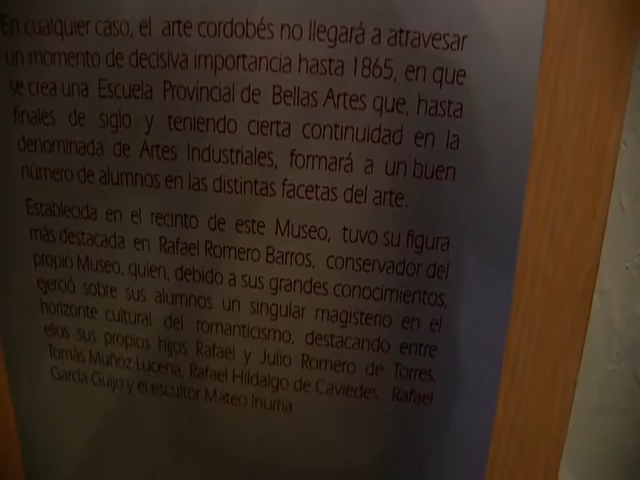 En cualquier caso, el arte cordobés no llegará a atravesar
un momento de decisiva importancia hasta 1865, en que
se crea una Escuela Provincial de Bellas Artes que, hasta
finales de siglo y teniendo cierta continuidad en la
denominada de Artes Industriales, formará a un buen
número de alumnos en las distintas facetas del arte.
Establecida en el recinto de este Museo, tuvo su figura
más destacada en Rafael Romero Barros, conservador del
propio Museo, quien, debido a sus grandes conocimientos,
ejerció sobre sus alumnos un singular magisterio en el
horizonte cultural del romanticismo, destacando entre
ellos sus propios hijos Rafael y Julio Romero de Torres,
Tomás Muñoz Lucena, Rafael Hildalgo de Caviedes Rafael
García Guijo y el escultor Mateo Inurria